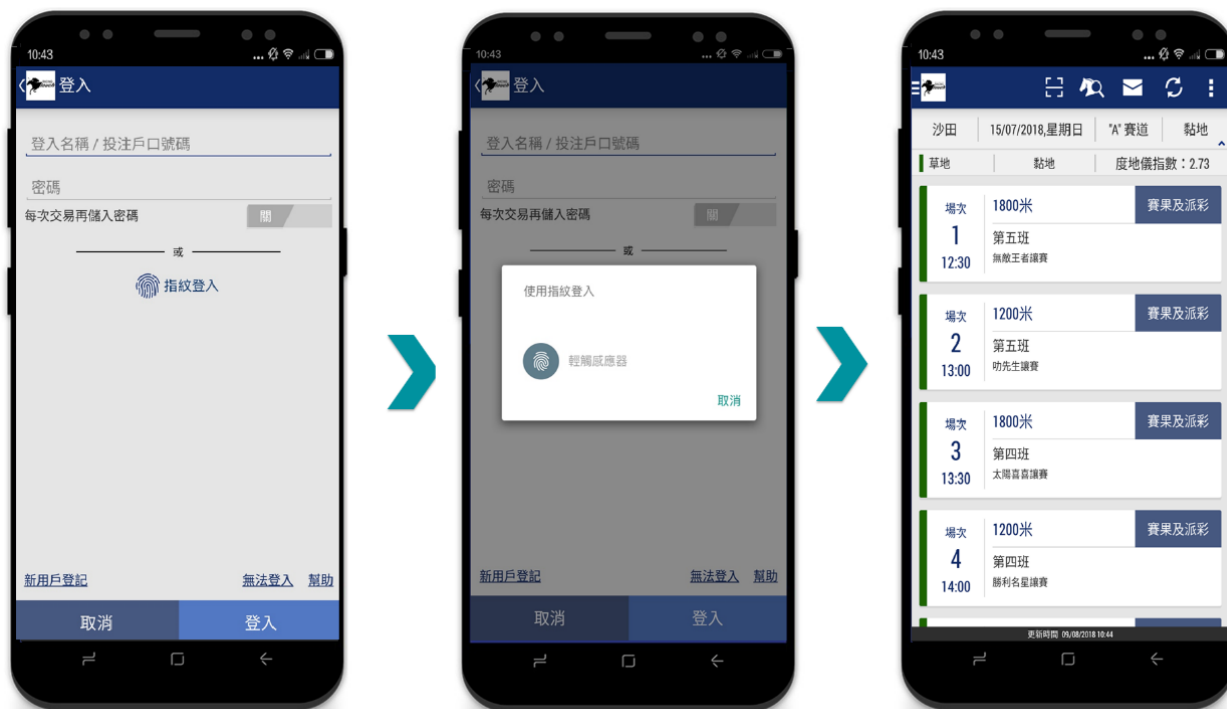 10:43
登入
登入名稱 / 投注戶口號碼
密碼
每次交易再儲入密碼
關
或
指紋登入
新用戶登記
無法登入
幫助
取消
登入
10:43
登入
登入名稱 / 投注戶口號碼
密碼
每次交易再儲入密碼
關
或
使用指紋登入
輕觸感應器
取消
新用戶登記
無法登入
幫助
取消
登入
10:43
沙田
15/07/2018,星期日
"A" 賽道
黏地
草地
黏地
度地儀指數：2.73
場次
1
12:30
1800米
賽果及派彩
第五班
無敵王者讓賽
場次
2
13:00
1200米
賽果及派彩
第五班
叻先生讓賽
場次
3
13:30
1800米
賽果及派彩
第四班
太陽喜喜讓賽
場次
4
14:00
1200米
賽果及派彩
第四班
勝利名星讓賽
更新時間 09/08/2018 10:44